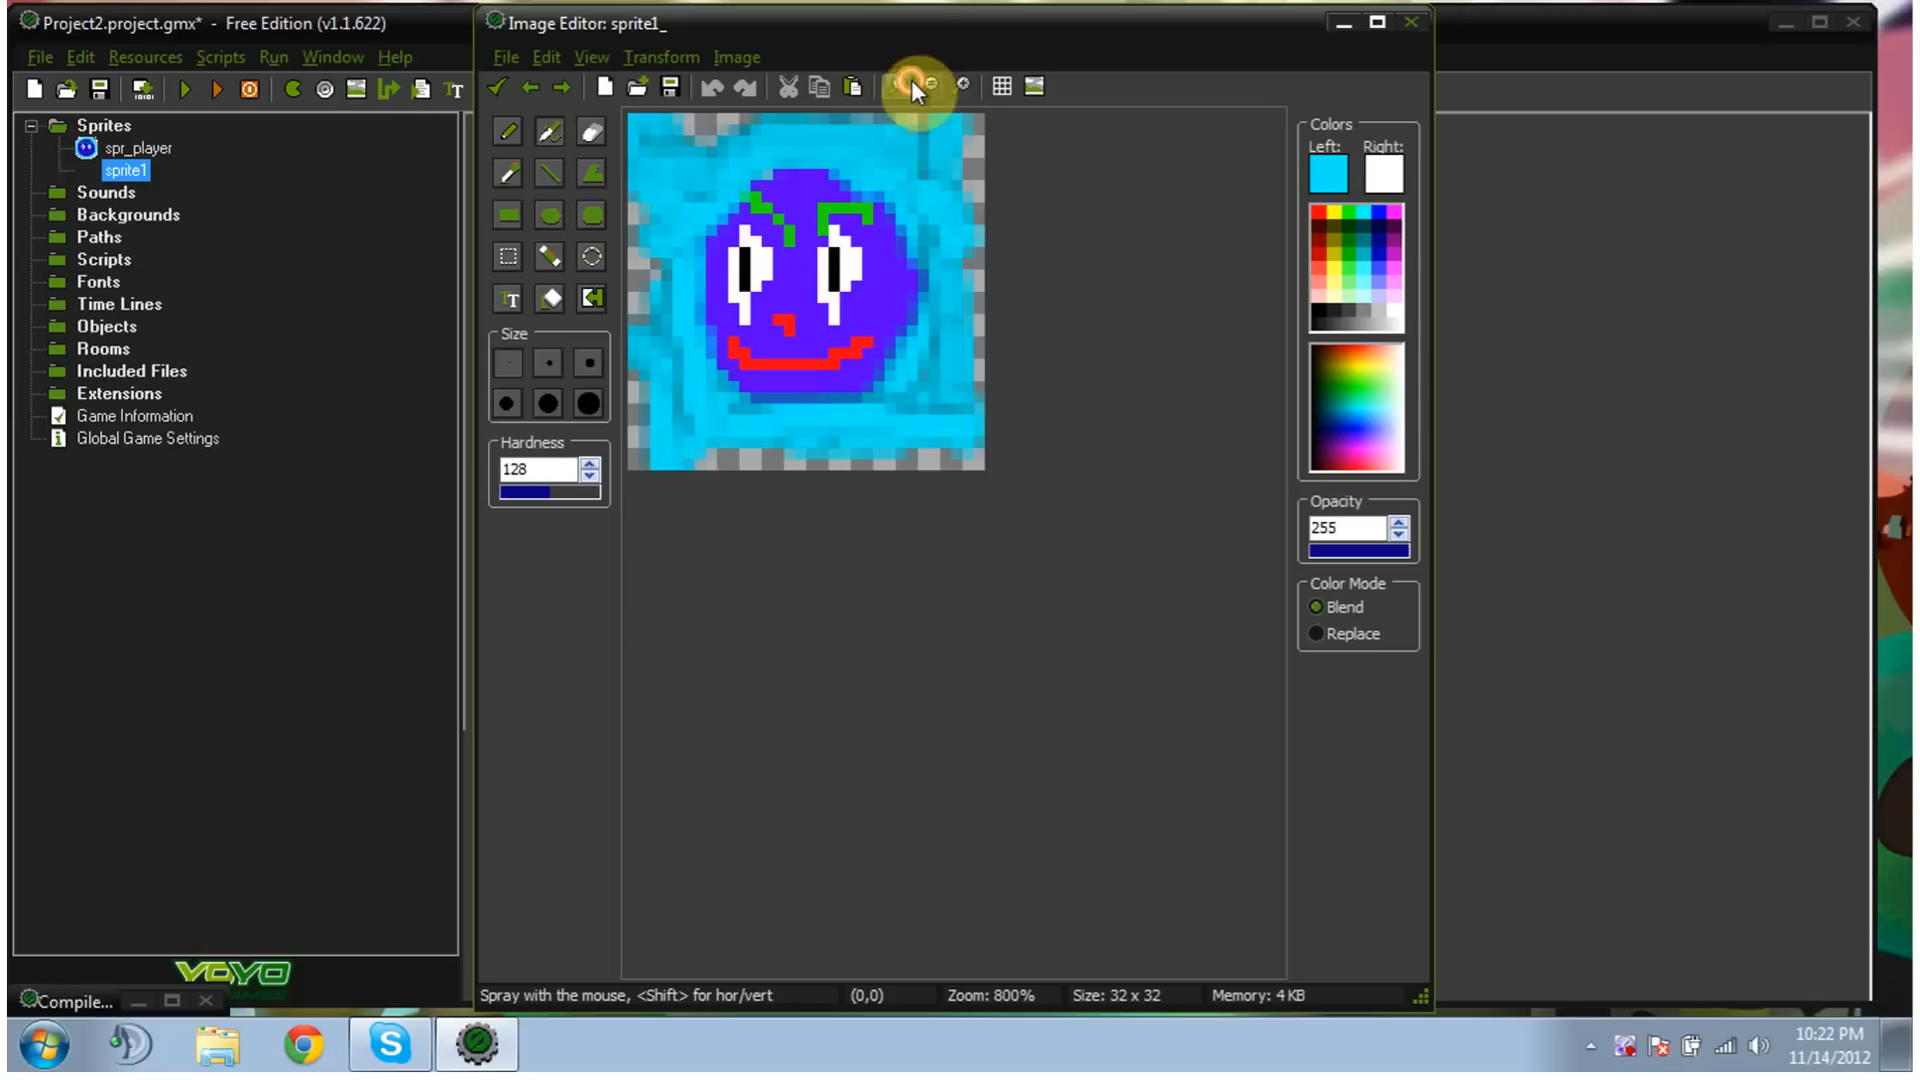 Project2.project.gmx* - Free Edition (v1.1.622)
File Edit Resources Scripts Run Window Help
Sprites
spr_player
sprite1
Sounds
Backgrounds
Paths
Scripts
Fonts
Time Lines
Objects
Rooms
Included Files
Extensions
Game Information
Global Game Settings
YOYO
GAMES
Compile...
Image Editor: sprite1_
File Edit View Transform Image
Size
Hardness
128
Colors
Left: Right:
Opacity
255
Color Mode
Blend
Replace
Spray with the mouse, <Shift> for hor/vert (0,0) Zoom: 800% Size: 32 x 32 Memory: 4 KB
10:22 PM
11/14/2012